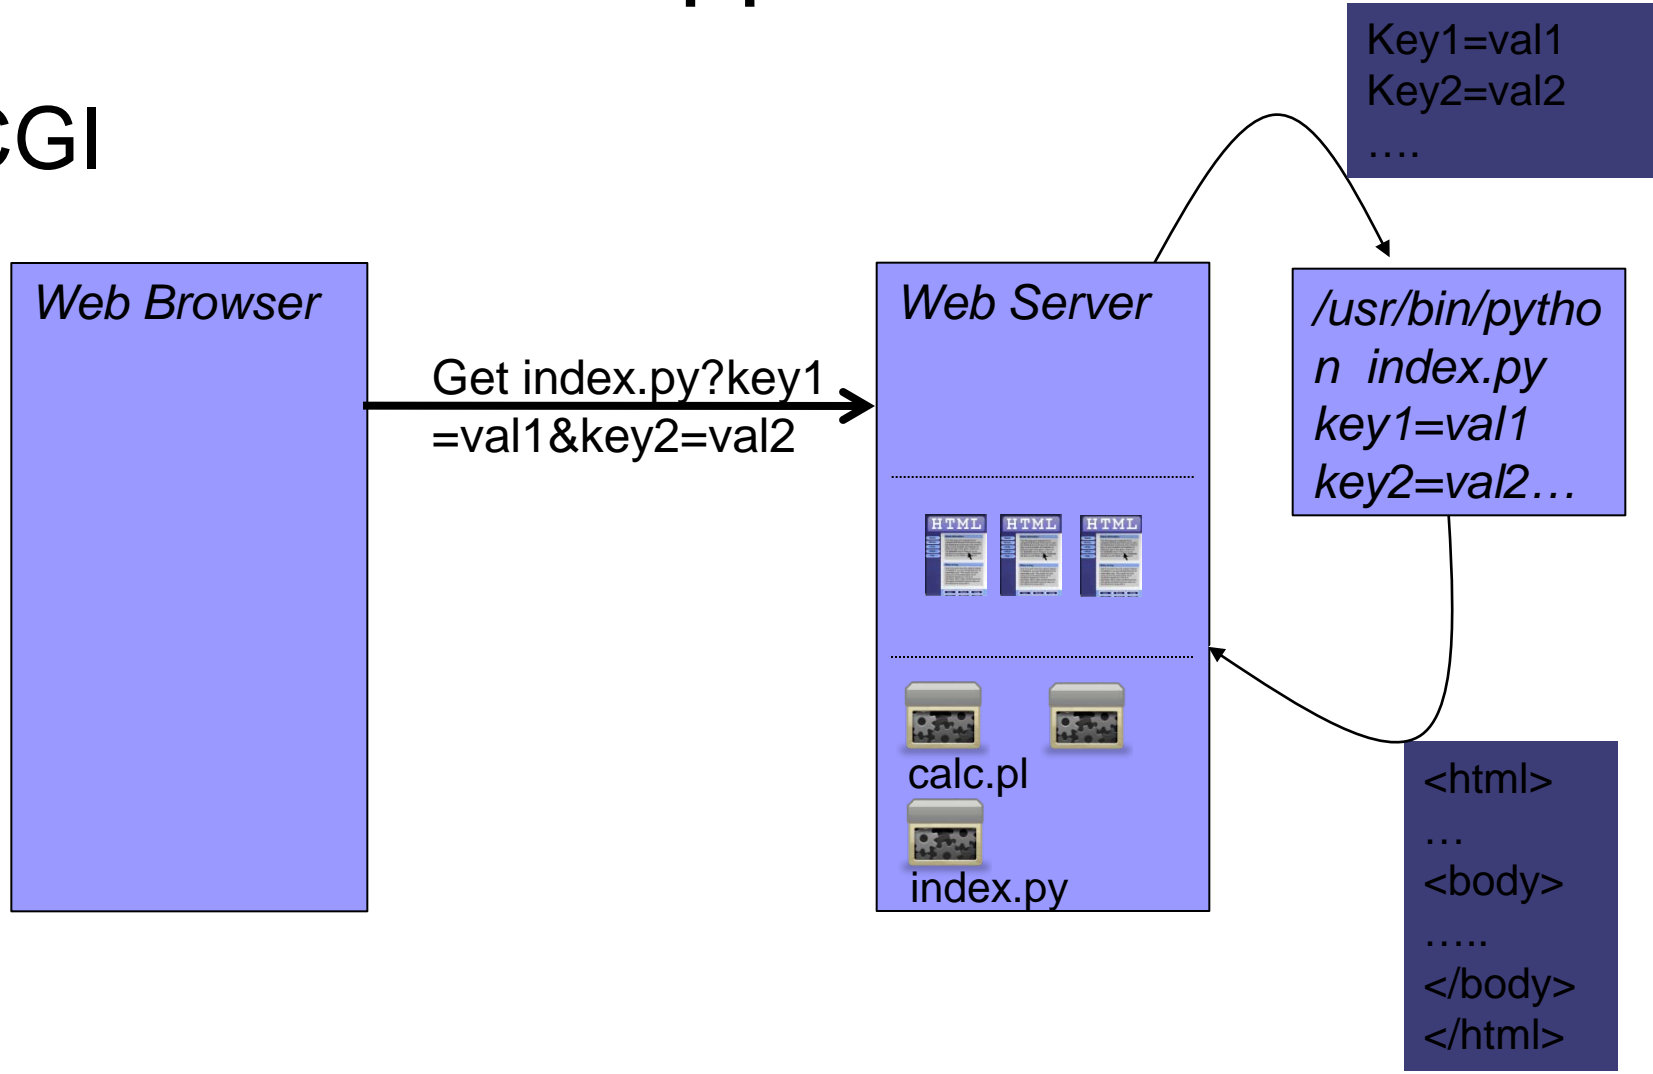 Key1=val1
Key2=val2
….
CGI
Web Browser
Get index.py?key1
=val1&key2=val2
Web Server
HTML HTML HTML
calc.pl
index.py
/usr/bin/pytho
n index.py
key1=val1
key2=val2…
<html>
…
<body>
…..
</body>
</html>